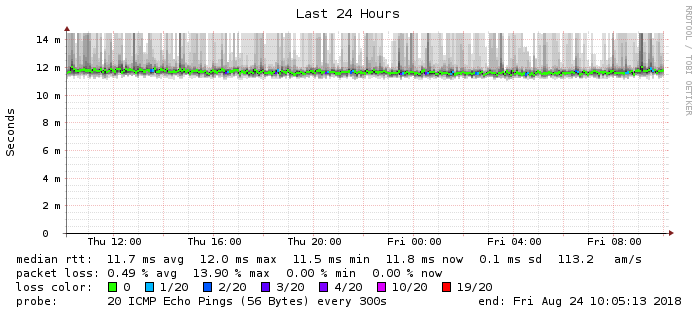 Last 24 Hours
RRDTOOL / TOBI OETIKER
Seconds
14 m
12 m
10 m
8 m
6 m
4 m
2 m
0
Thu 12:00 Thu 16:00 Thu 20:00 Fri 00:00 Fri 04:00 Fri 08:00
median rtt: 11.7 ms avg 12.0 ms max 11.5 ms min 11.8 ms now 0.1 ms sd 113.2 am/s
packet loss: 0.49 % avg 13.90 % max 0.00 % min 0.00 % now
loss color: 0 1/20 2/20 3/20 4/20 10/20 19/20
probe: 20 ICMP Echo Pings (56 Bytes) every 300s end: Fri Aug 24 10:05:13 2018